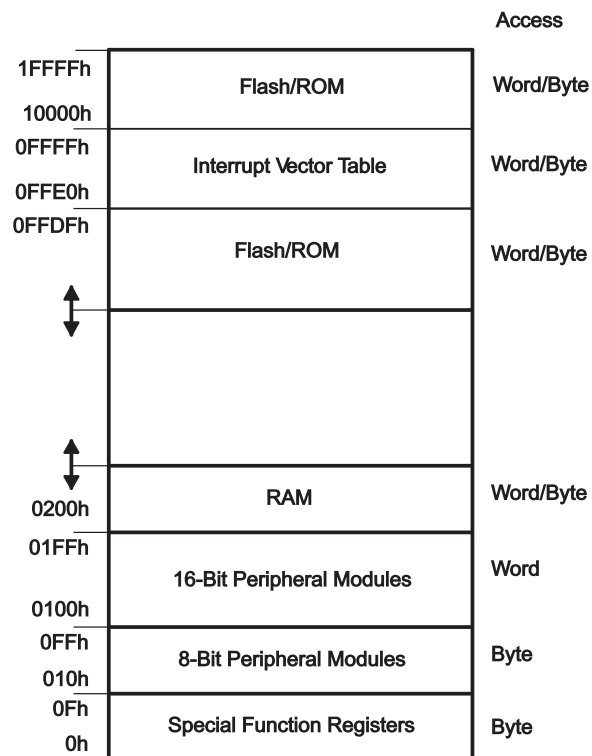 Access
1FFFFh
Flash/ROM
Word/Byte
10000h
0FFFFh
Interrupt Vector Table
Word/Byte
0FFE0h
0FFDFh
Flash/ROM
Word/Byte
RAM
Word/Byte
0200h
01FFh
16-Bit Peripheral Modules
Word
0100h
0FFh
8-Bit Peripheral Modules
Byte
010h
0Fh
Special Function Registers
Byte
0h